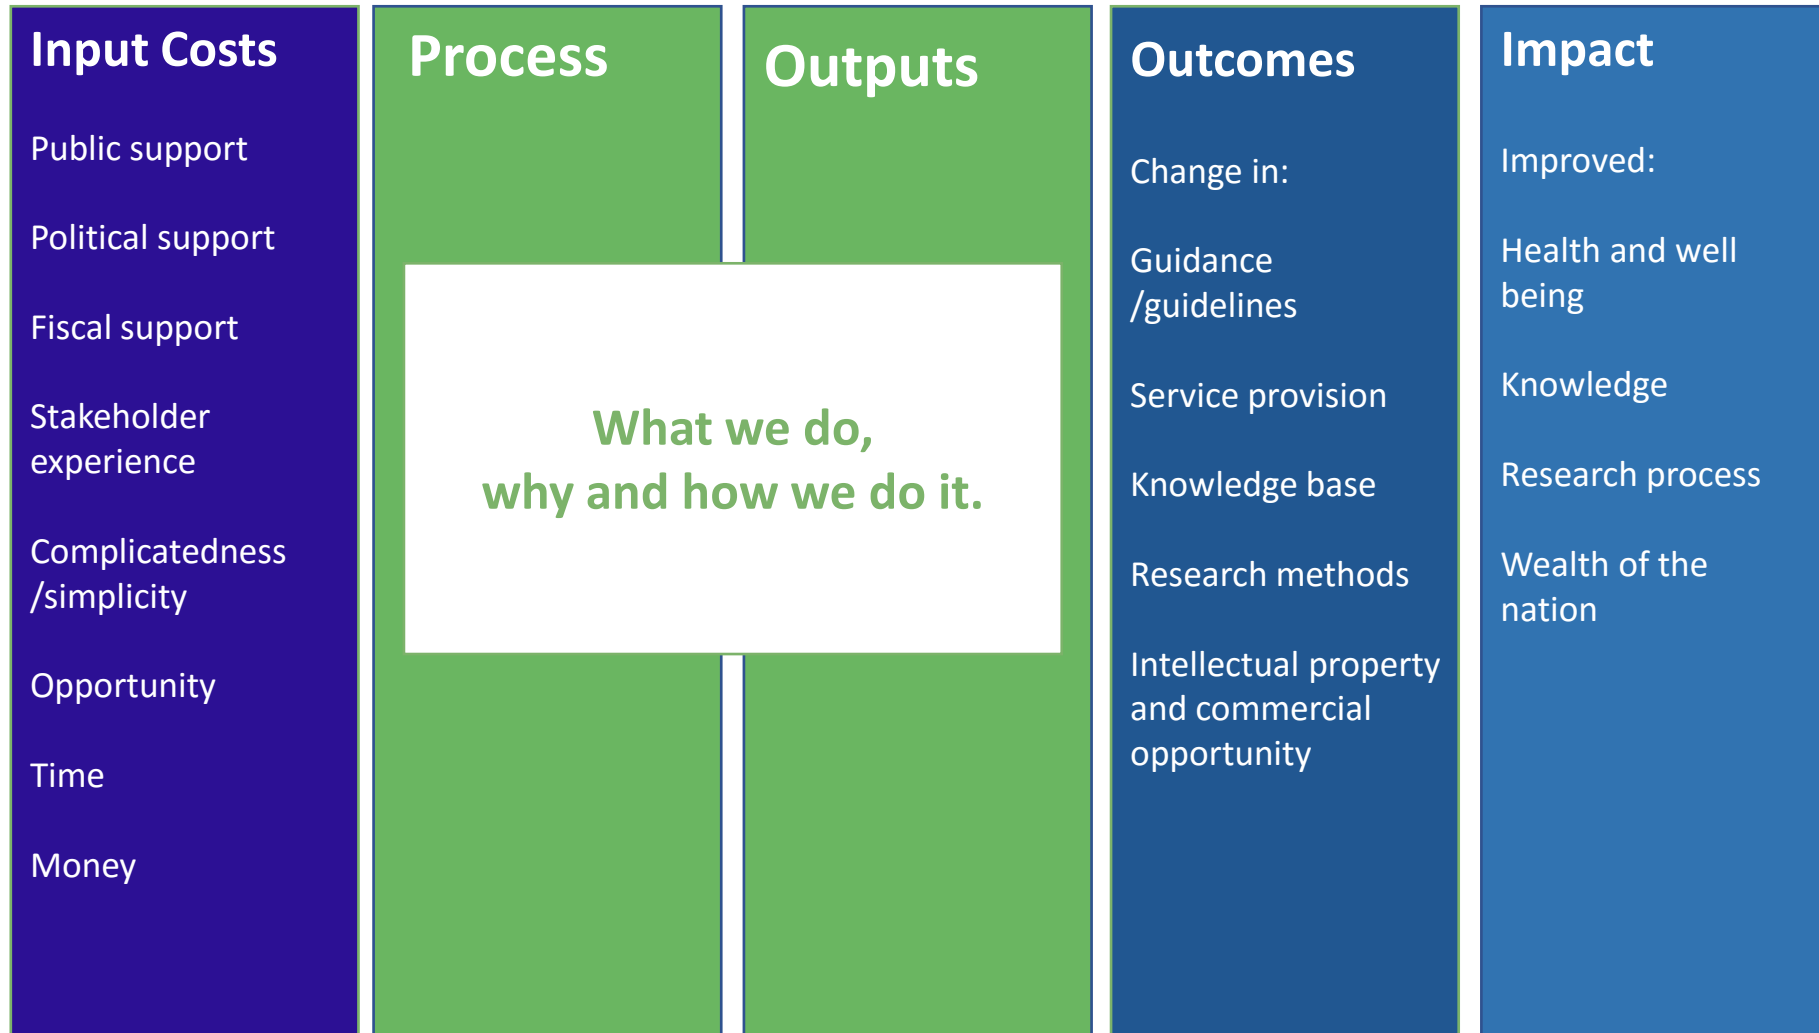 Input Costs
Public support
Political support
Fiscal support
Stakeholder
experience
Complicatedness
/simplicity
Opportunity
Time
Money
Process
Outputs
What we do,
why and how we do it.
Outcomes
Change in:
Guidance
/guidelines
Service provision
Knowledge base
Research methods
Intellectual property
and commercial
opportunity
Impact
Improved:
Health and well
being
Knowledge
Research process
Wealth of the
nation